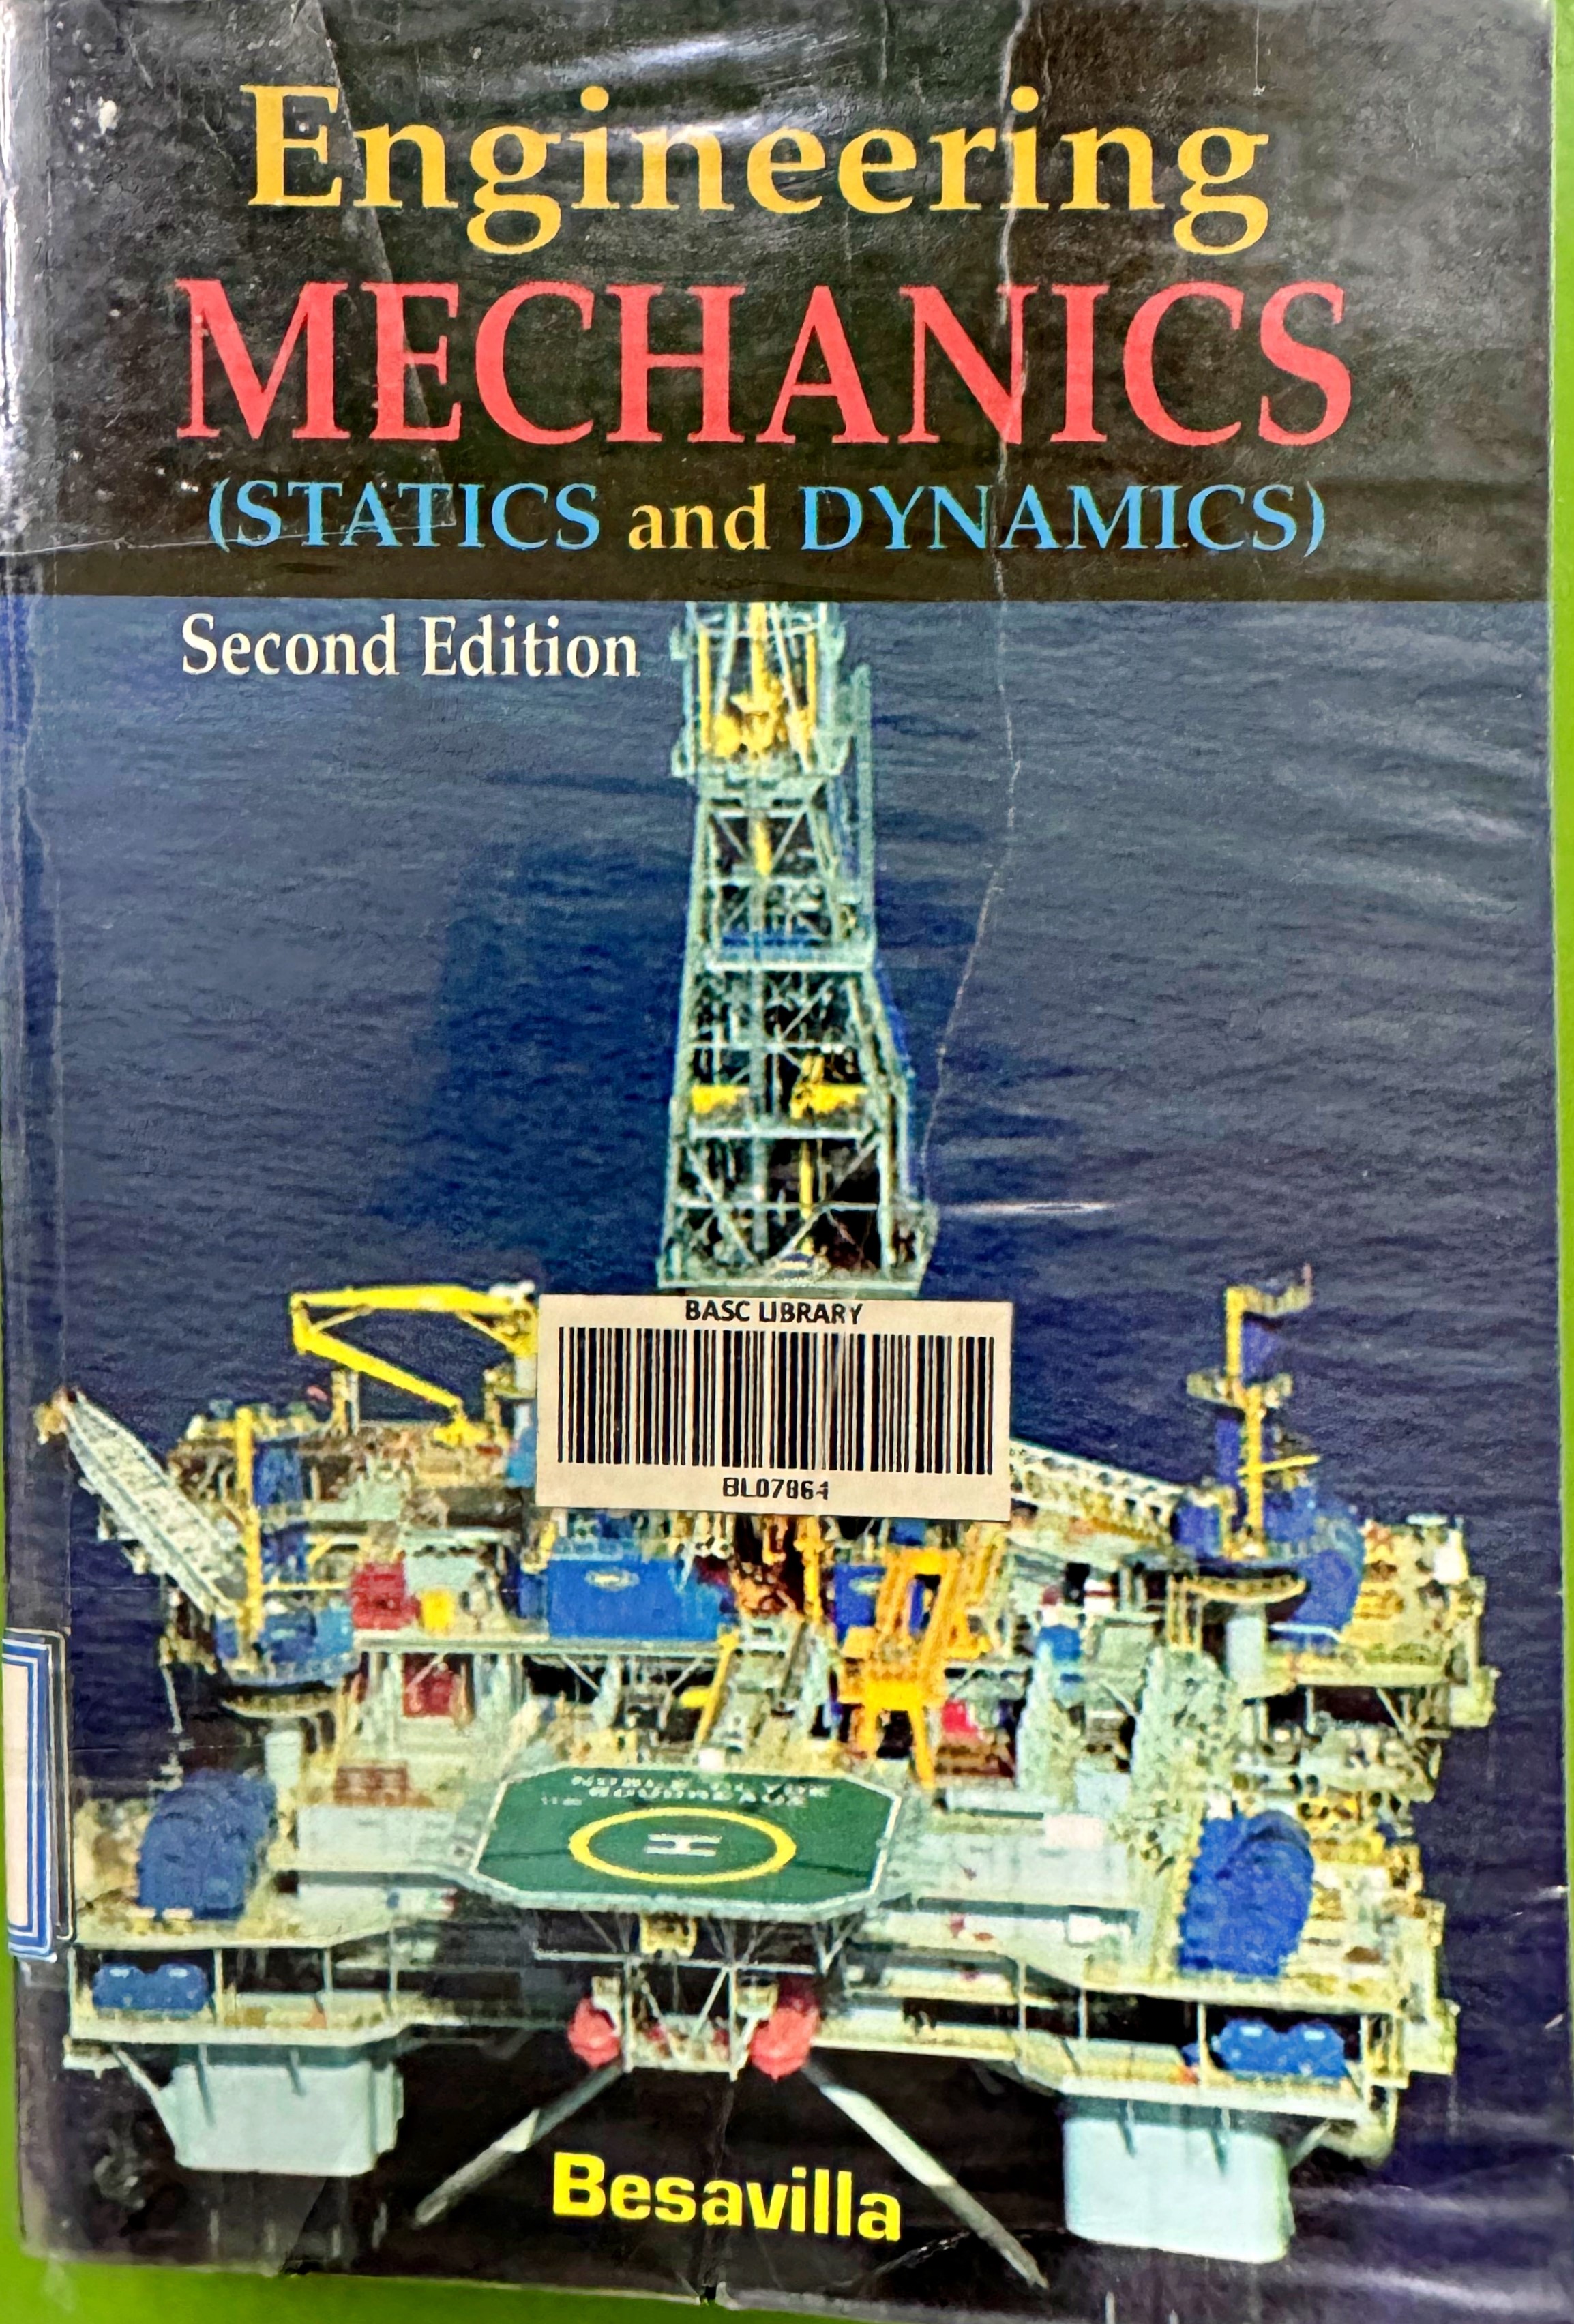 Engineering
MECHANICS
(STATICS and DYNAMICS)
Second Edition
BASC LIBRARY
BL07864
H
Besavilla